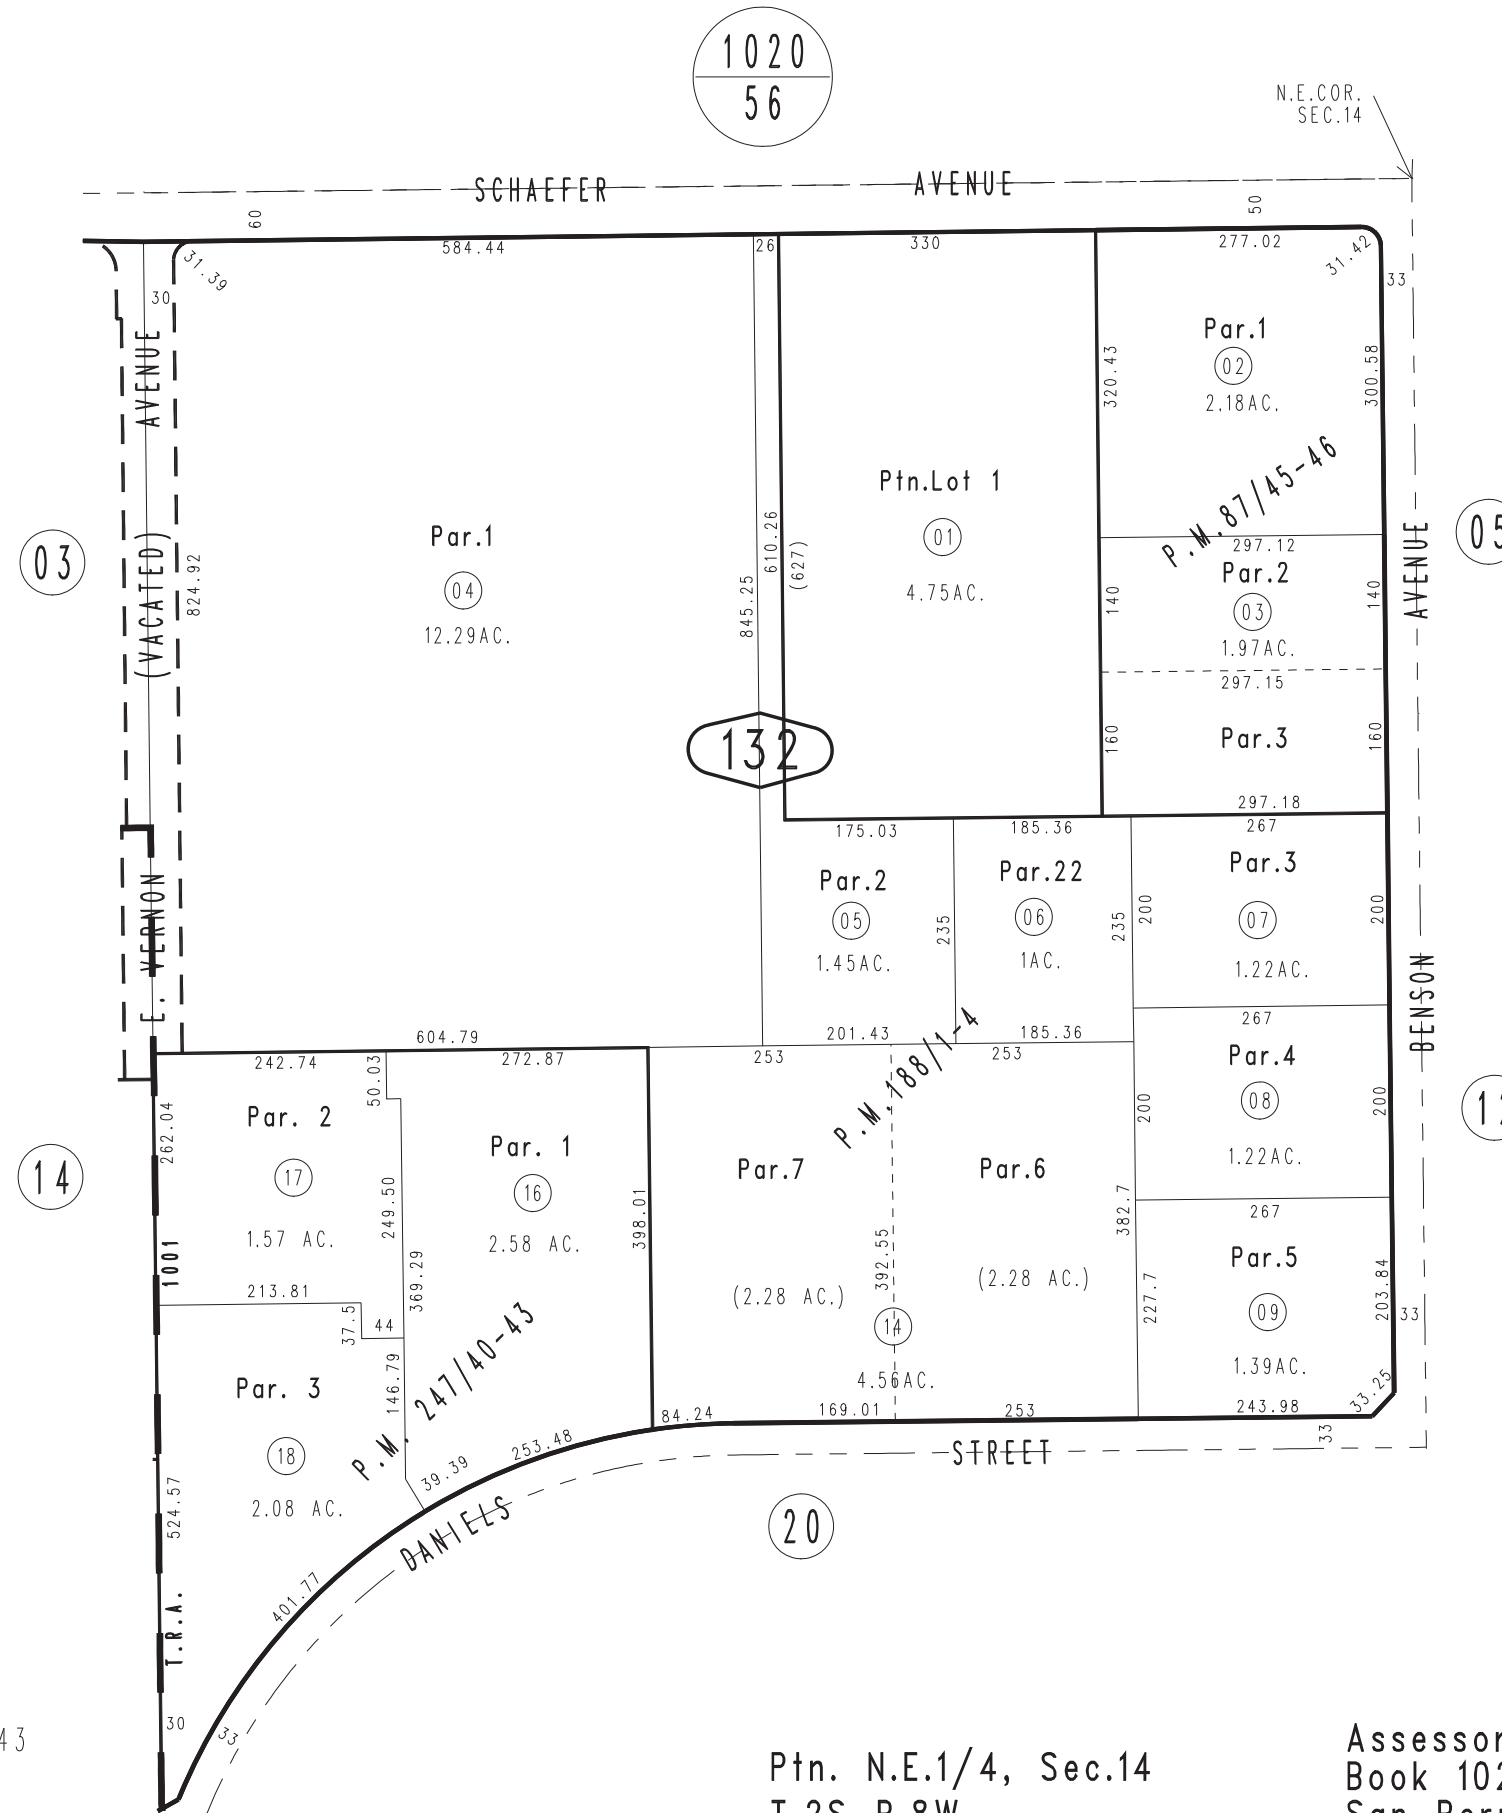 1020
56
N.E.COR.
SEC.14
SCHAEFER AVENUE
60
50
584.44
26
330
277.02
31.39
31.42
30
33
AVENUE
(VACATED)
E. VERNON
824.92
Par.1
04
12.29AC.
845.25
610.26
(627)
Ptn.Lot 1
01
4.75AC.
320.43
Par.1
02
2.18AC.
300.58
P.M.87/45-46
297.12
Par.2
03
1.97AC.
140
140
297.15
160
Par.3
160
297.18
AVENUE
BENSON
03
05
132
175.03
185.36
267
Par.2
05
1.45AC.
235
Par.22
06
1AC.
235
200
Par.3
07
1.22AC.
200
604.79
201.43
185.36
267
242.74
50.03
272.87
253
253
P.M.188/1-4
Par.4
08
1.22AC.
200
200
14
262.04
Par. 2
17
1.57 AC.
249.50
Par. 1
16
2.58 AC.
398.01
Par.7
(2.28 AC.)
392.55
Par.6
(2.28 AC.)
14
4.56AC.
382.7
267
227.7
Par.5
09
1.39AC.
203.84
33
1001
213.81
37.5
44
369.29
146.79
P.M. 247/40-43
Par. 3
18
2.08 AC.
84.24
169.01
253
243.98
33.25
33
39.39
253.48
STREET
DANIELS
20
524.57
401.77
T.R.A.
30
33
43
Ptn. N.E.1/4, Sec.14
T.2S.,R.8W.
Assessor
Book 102
San Bern